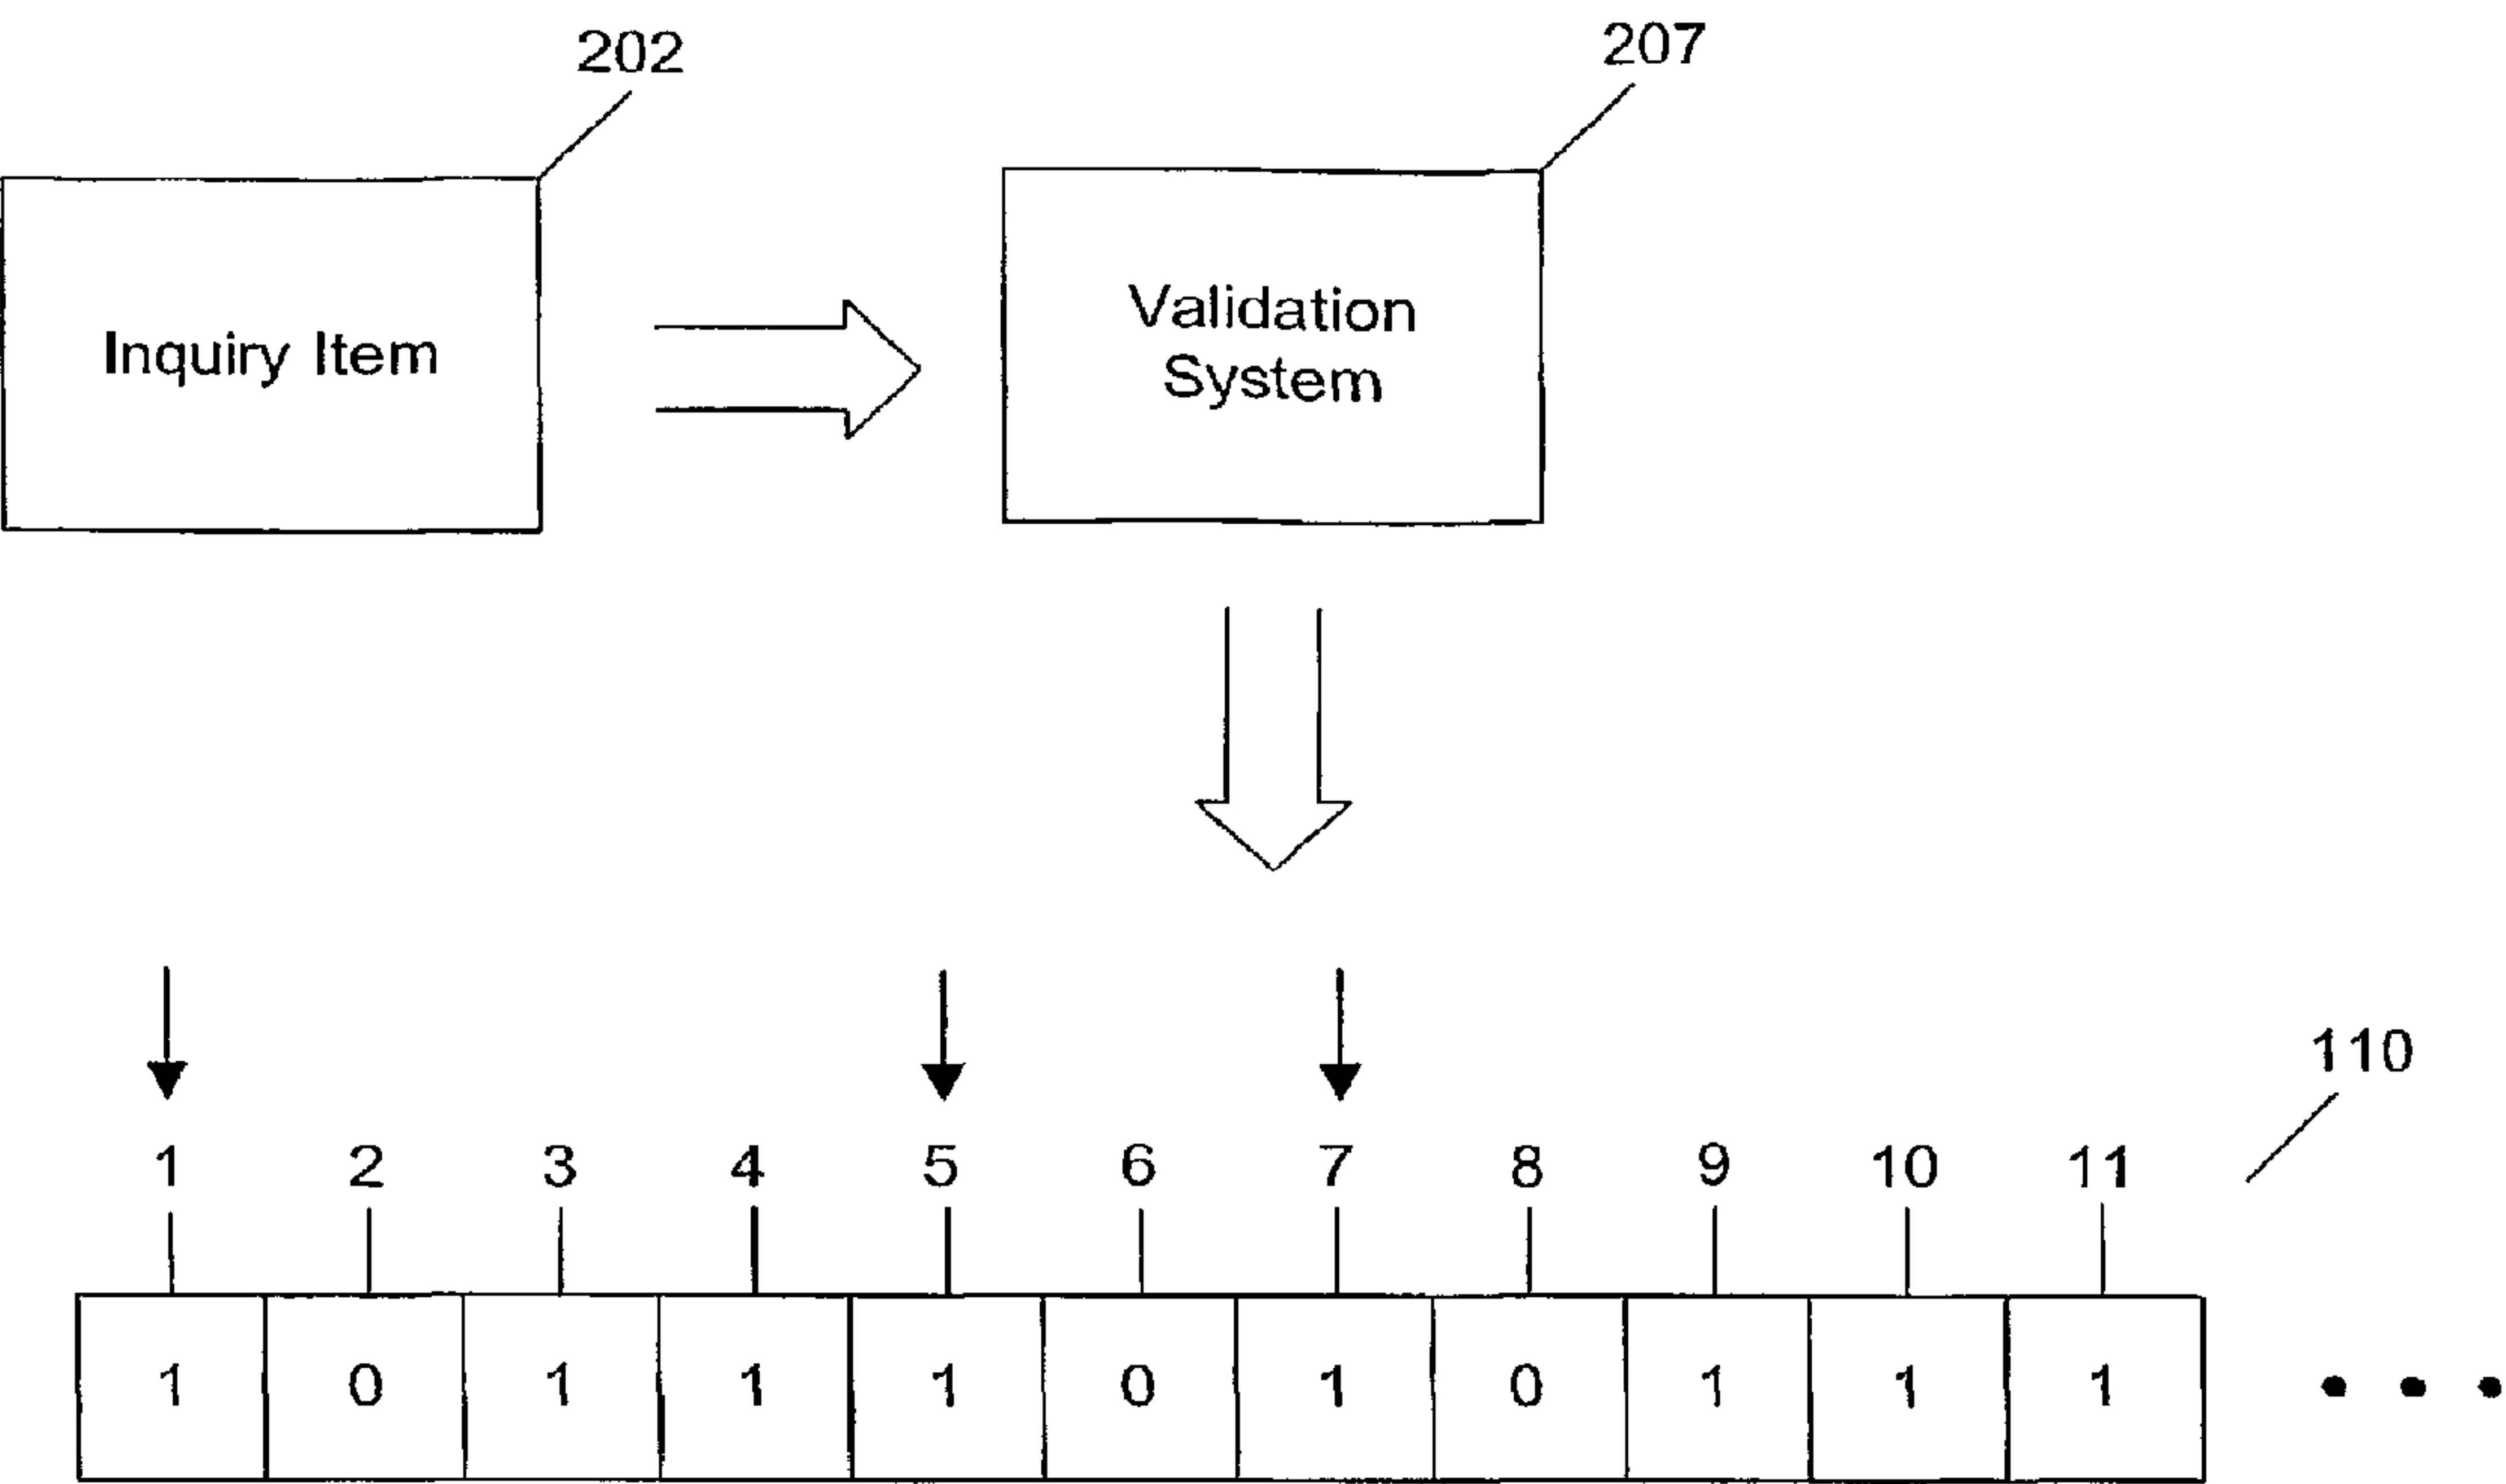 202
207
Inquiry Item
Validation
System
110
1 2 3 4 5 6 7 8 9 10 11
1 0 1 1 1 0 1 0 1 1 1 • • •